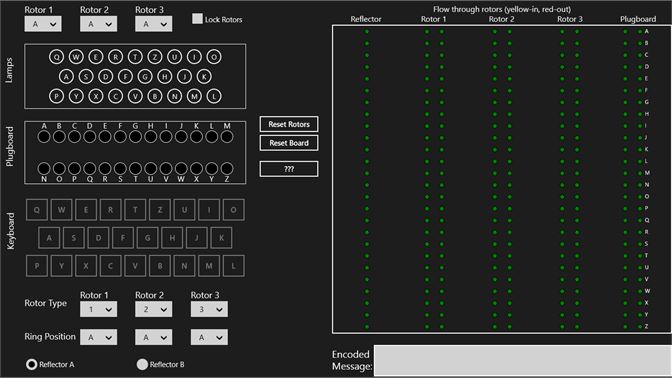 Rotor 1 Rotor 2 Rotor 3
A A A
Lock Rotors
Lamps
Q W E R T Z U I O
A S D F G H J K
P Y X C V B N M L
Plugboard
A B C D E F G H I J K L M
N O P Q R S T U V W X Y Z
Reset Rotors
Reset Board
???
Keyboard
Q W E R T Z U I O
A S D F G H J K
P Y X C V B N M L
Rotor 1 Rotor 2 Rotor 3
Rotor Type 1 2 3
Ring Position A A A
Reflector A Reflector B
Flow through rotors (yellow-in, red-out)
Reflector Rotor 1 Rotor 2 Rotor 3 Plugboard
A
B
C
D
E
F
G
H
I
J
K
L
M
N
O
P
Q
R
S
T
U
V
W
X
Y
Z
Encoded
Message: